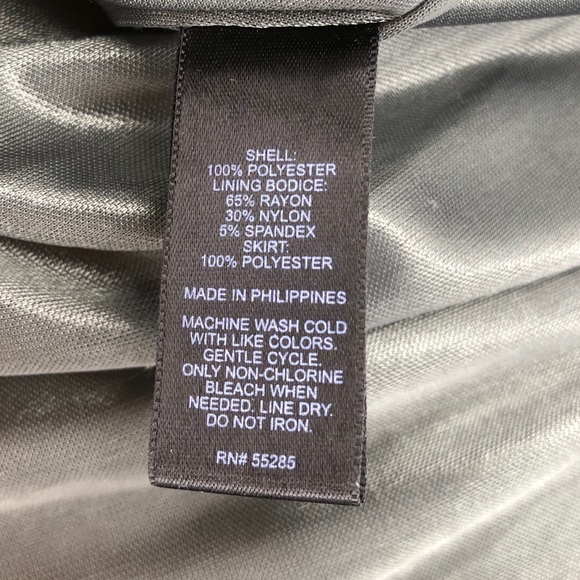 SHELL:
100% POLYESTER
LINING BODICE:
65% RAYON
30% NYLON
5% SPANDEX
SKIRT:
100% POLYESTER
MADE IN PHILIPPINES
MACHINE WASH COLD
WITH LIKE COLORS.
GENTLE CYCLE.
ONLY NON-CHLORINE
BLEACH WHEN
NEEDED. LINE DRY.
DO NOT IRON.
RN# 55285